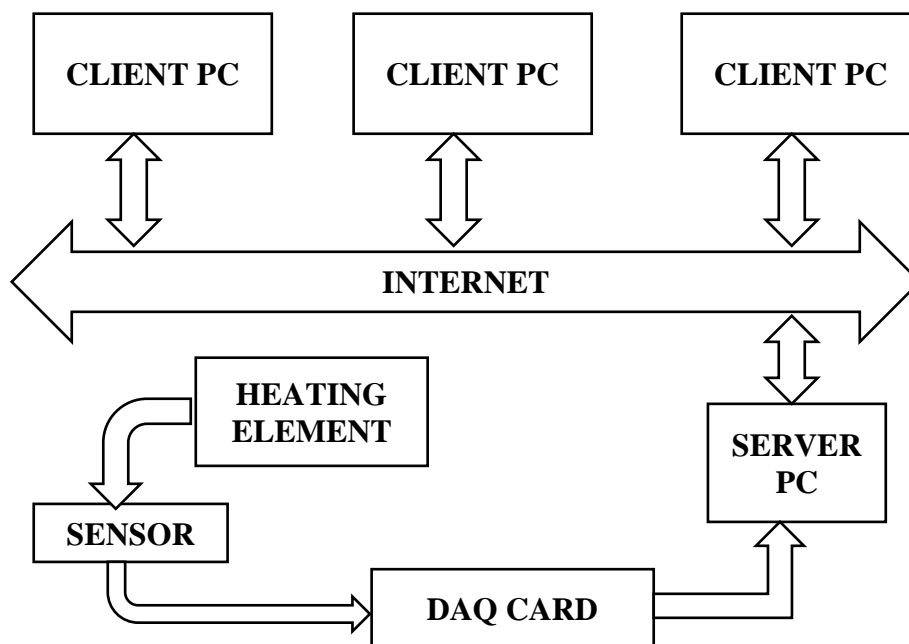 CLIENT PC
CLIENT PC
CLIENT PC
INTERNET
HEATING
ELEMENT
SERVER
PC
SENSOR
DAQ CARD